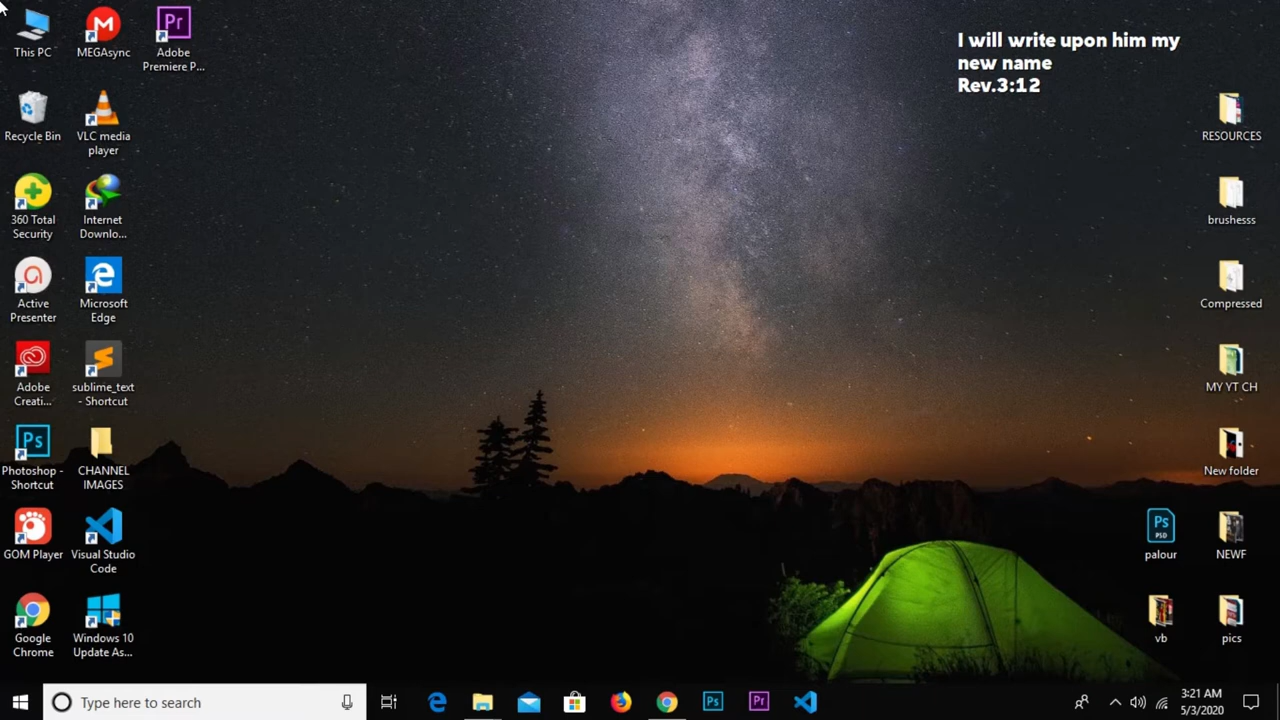 This PC
MEGAsync
Adobe
Premiere P...
I will write upon him my
new name
Rev.3:12
Recycle Bin
VLC media
player
RESOURCES
360 Total
Security
Internet
Downlo...
brushesss
Active
Presenter
Microsoft
Edge
Compressed
Adobe
Creati...
sublime_text
- Shortcut
MY YT CH
Photoshop -
Shortcut
CHANNEL
IMAGES
New folder
GOM Player
Visual Studio
Code
palour
NEWF
Google
Chrome
Windows 10
Update As...
vb
pics
Type here to search
3:21 AM
5/3/2020